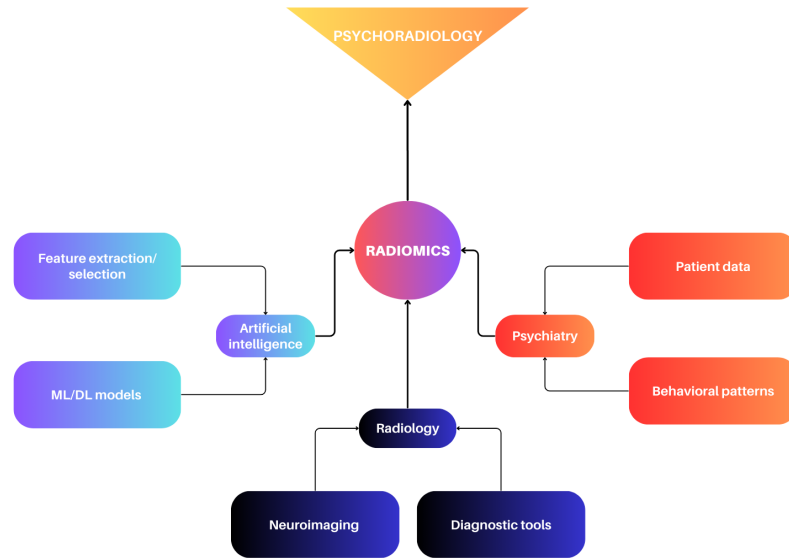 PSYCHORADIOLOGY
RADIOMICS
Feature extraction/
selection
Patient data
Artificial
intelligence
Psychiatry
ML/DL models
Behavioral patterns
Radiology
Neuroimaging
Diagnostic tools